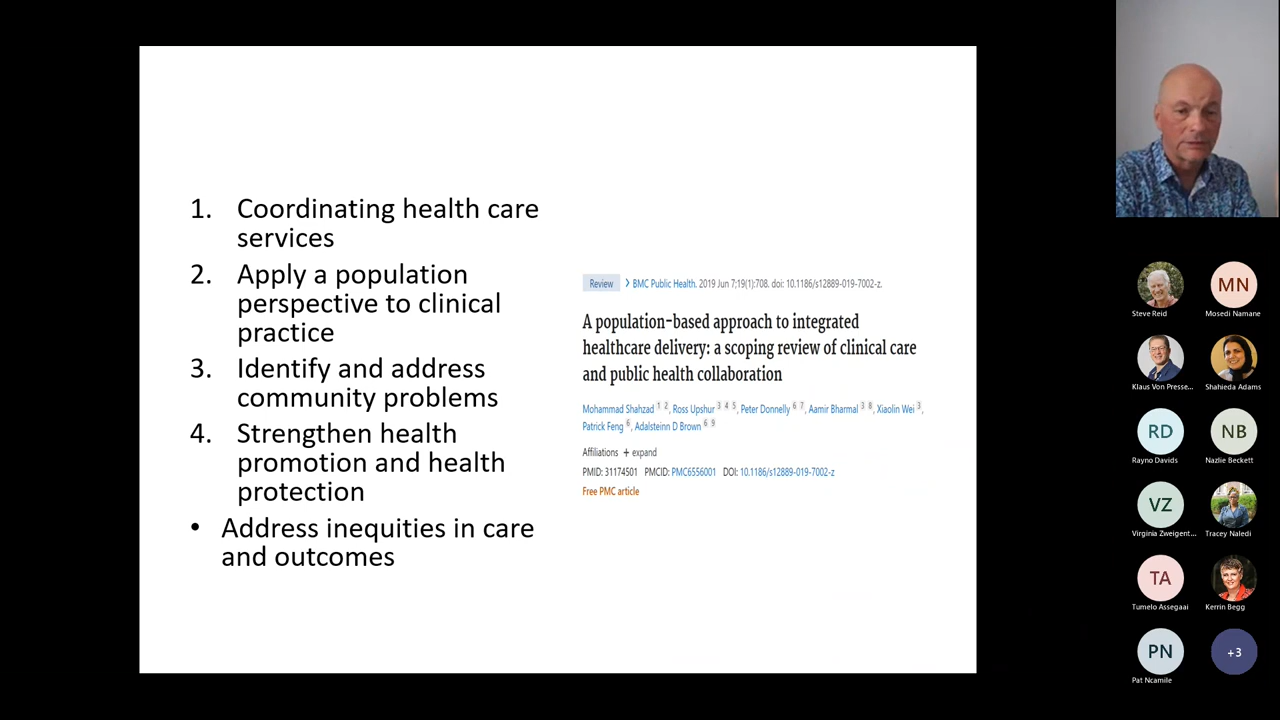 1. Coordinating health care
services
2. Apply a population
perspective to clinical
practice
3. Identify and address
community problems
4. Strengthen health
promotion and health
protection
• Address inequities in care
and outcomes
Review > BMC Public Health. 2019 Jun 7;19(1):708. doi: 10.1186/s12889-019-7002-z.
A population-based approach to integrated
healthcare delivery: a scoping review of clinical care
and public health collaboration
Mohammad Shahzad 1 2, Ross Upshur 3 4 5, Peter Donnelly 6 7, Aamir Bharmal 3 8, Xiaolin Wei 3,
Patrick Feng 6, Adalsteinn D Brown 6 9
Affiliations + expand
PMID: 31174501 PMCID: PMC6556001 DOI: 10.1186/s12889-019-7002-z
Free PMC article
MN
Steve Reid Mosedi Namane
Klaus Von Presse... Shahieda Adams
RD NB
Rayno Davids Nazlie Beckett
VZ
Virginia Zweigent... Tracey Naledi
TA
Tumelo Assegaai Kerrin Begg
PN +3
Pat Ncamile